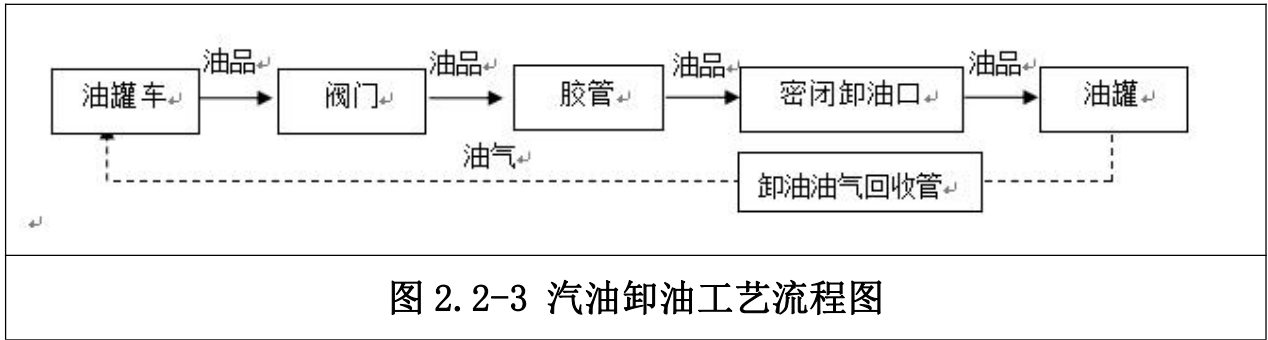 油品 油品 油品 油品
油罐车 阀门 胶管 密闭卸油口 油罐
油气
卸油油气回收管
图 2.2-3 汽油卸油工艺流程图